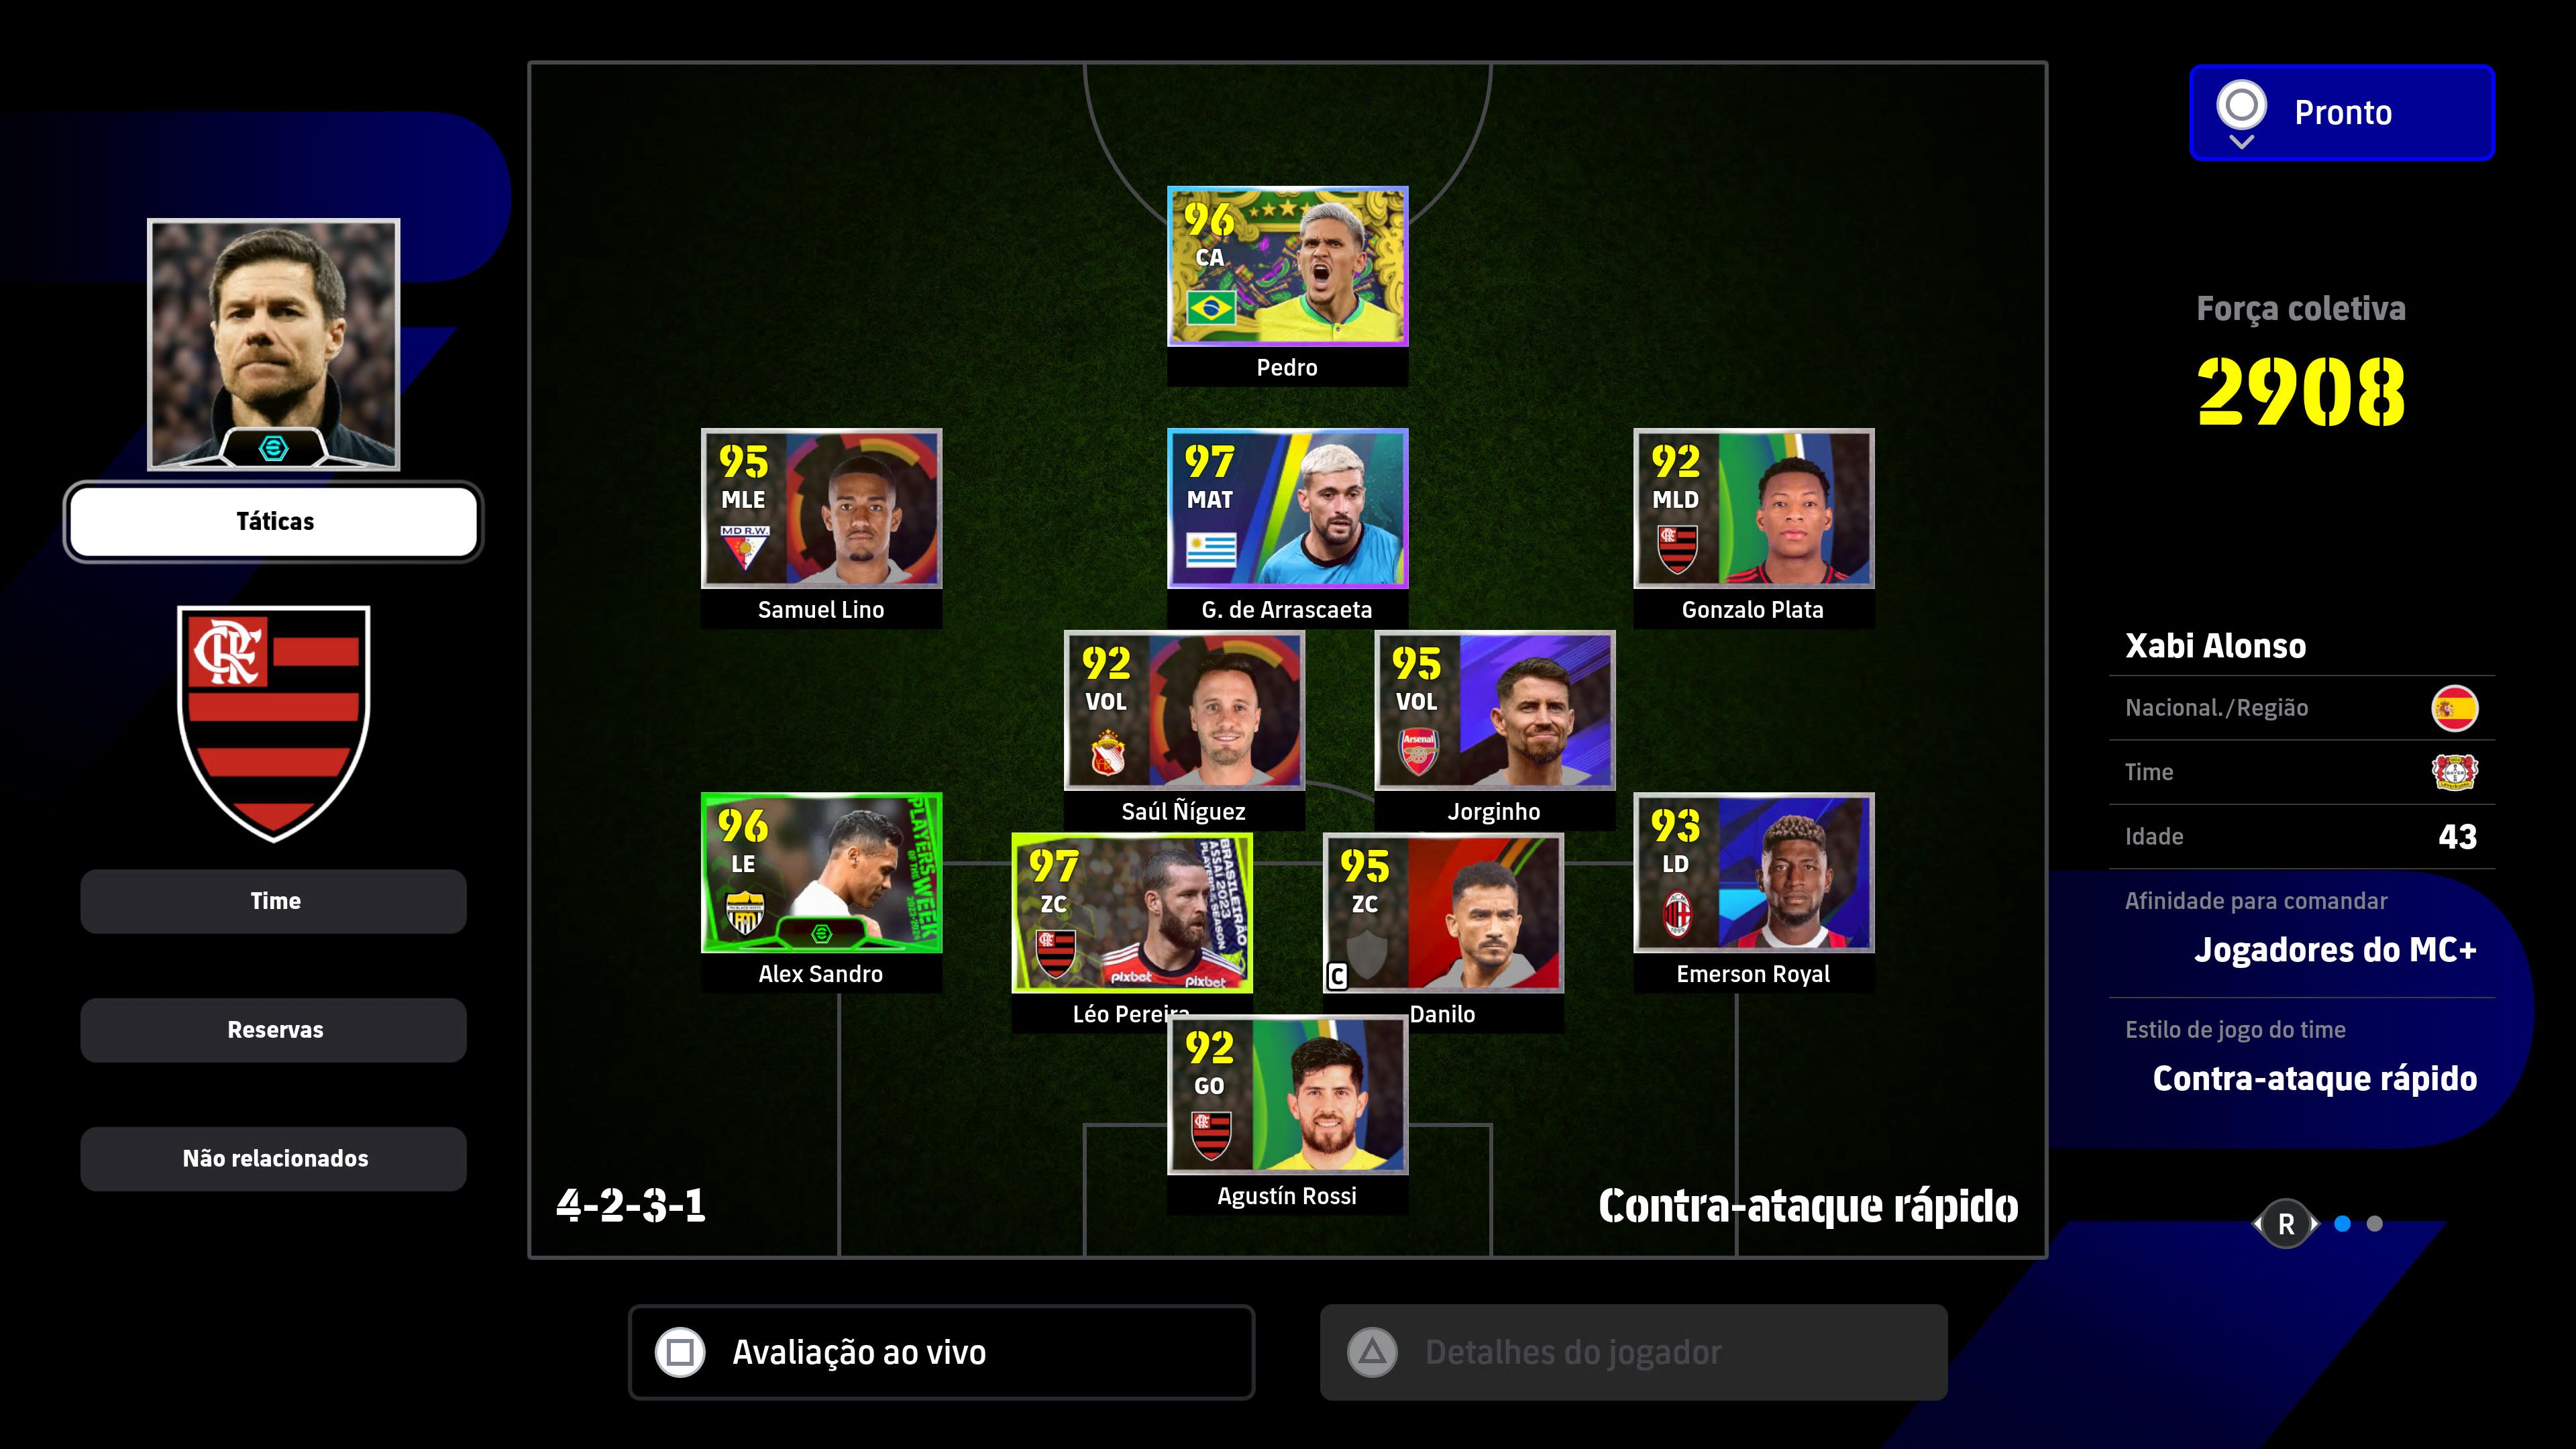 Pronto
96
CA
Pedro
Força coletiva
2908
95
MLE
MD R.W.
Samuel Lino
97
MAT
G. de Arrascaeta
92
MLD
Gonzalo Plata
Táticas
92
VOL
Saúl Ñíguez
95
VOL
Arsenal
Jorginho
96
LE
PLAYERS
OF THE WEEK
Alex Sandro
97
ZC
BRASILEIRÃO
ASSAÍ 2023
pixbet
pixbet
Léo Pereira
95
ZC
C
Danilo
93
LD
Emerson Royal
92
GO
Agustín Rossi
4-2-3-1
Contra-ataque rápido
Time
Reservas
Não relacionados
Xabi Alonso
Nacional./Região
Time
Idade
43
Afinidade para comandar
Jogadores do MC+
Estilo de jogo do time
Contra-ataque rápido
R
Avaliação ao vivo
Detalhes do jogador